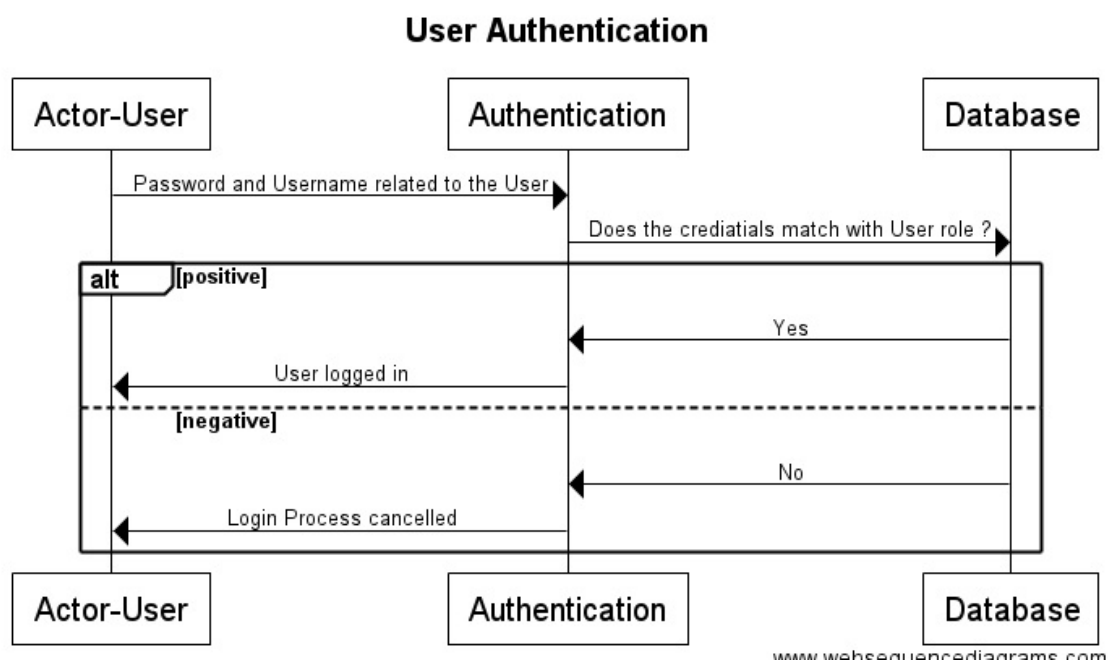 User Authentication
Actor-User Authentication Database
Password and Username related to the User
Does the crediatials match with User role ?
alt [positive]
Yes
User logged in
[negative]
No
Login Process cancelled
Actor-User Authentication Database
www.websequencediagrams.com